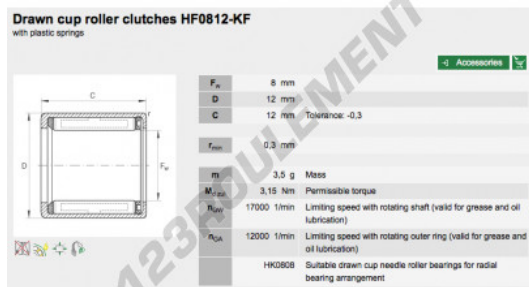 Drawn cup roller clutches HF0812-KF
with plastic springs
Accessories
C
r
D
Fw
Fw 8 mm
D 12 mm
C 12 mm Tolerance: -0,3
rmin 0,3 mm
m 3,5 g Mass
Md zul 3,15 Nm Permissible torque
nGW 17000 1/min Limiting speed with rotating shaft (valid for grease and oil
lubrication)
nGA 12000 1/min Limiting speed with rotating outer ring (valid for grease and
oil lubrication)
HK0808 Suitable drawn cup needle roller bearings for radial
bearing arrangement
123ROULEMENT